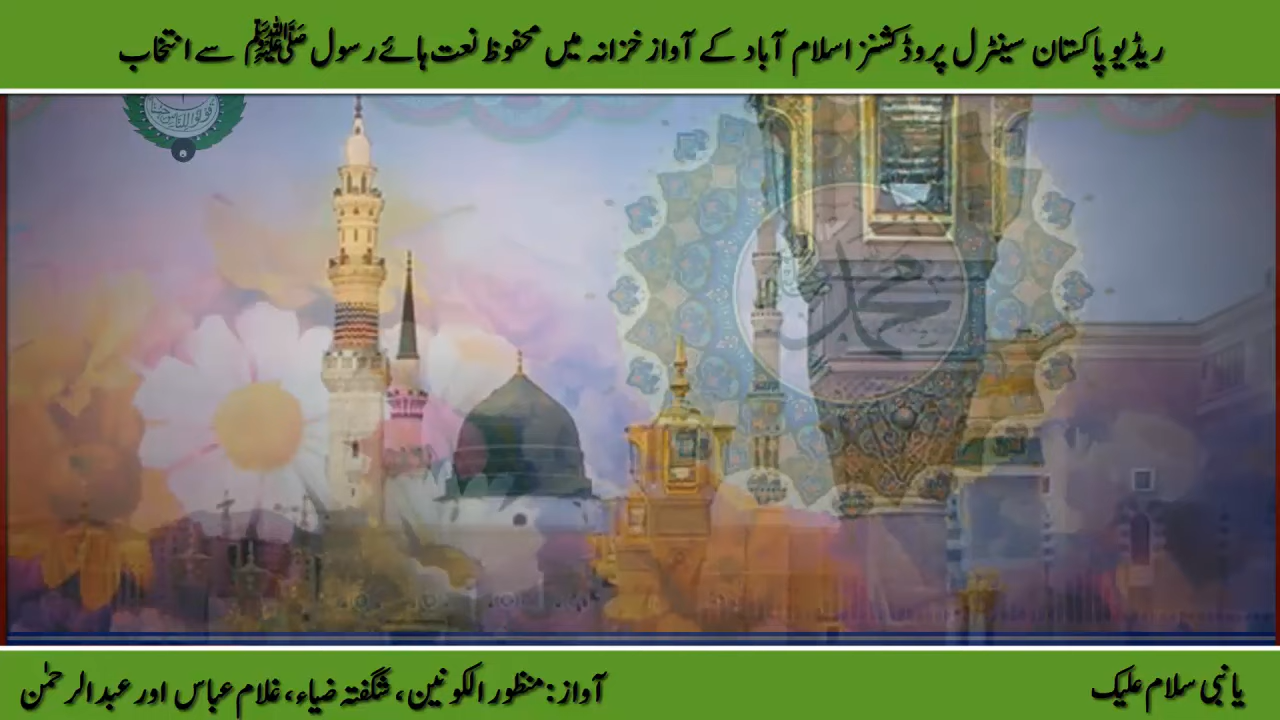 ریڈیو پاکستان سینٹرل پروڈکشنز اسلام آباد کے آواز خزانہ میں محفوظ نعت ہائے رسول ﷺ سے انتخاب
محمد
یا نبی سلام علیک
آواز: منظور الکونین، شگفتہ ضیاء، غلام عباس اور عبدالرحمٰن